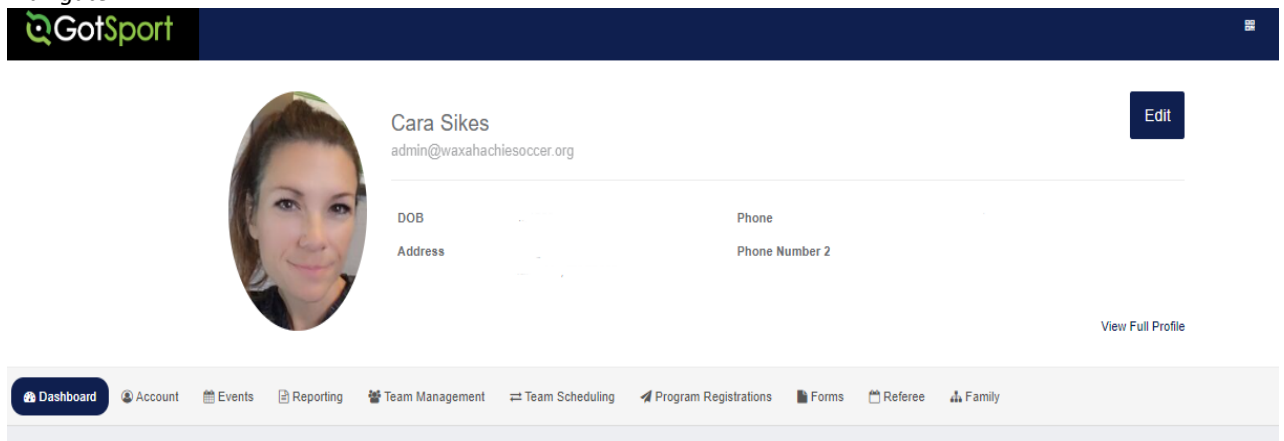 GotSport
Cara Sikes
Edit
admin@waxahachiesoccer.org
DOB
Phone
Address
Phone Number 2
View Full Profile
Dashboard Account Events Reporting Team Management Team Scheduling Program Registrations Forms Referee Family